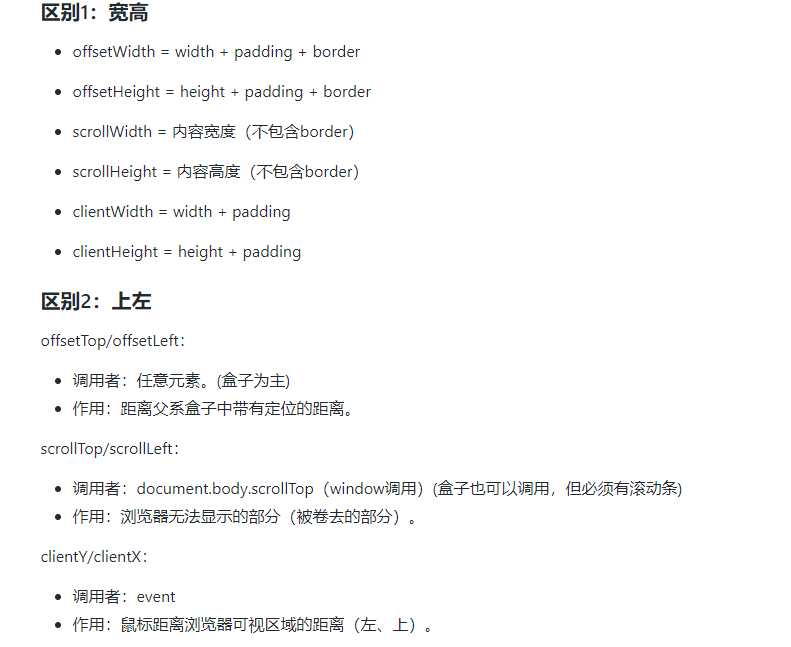 区别1：宽高
offsetWidth = width + padding + border
offsetHeight = height + padding + border
scrollWidth = 内容宽度（不包含border）
scrollHeight = 内容高度（不包含border）
clientWidth = width + padding
clientHeight = height + padding
区别2：上左
offsetTop/offsetLeft：
调用者：任意元素。(盒子为主)
作用：距离父系盒子中带有定位的距离。
scrollTop/scrollLeft：
调用者：document.body.scrollTop（window调用）(盒子也可以调用，但必须有滚动条)
作用：浏览器无法显示的部分（被卷去的部分）。
clientY/clientX：
调用者：event
作用：鼠标距离浏览器可视区域的距离（左、上）。